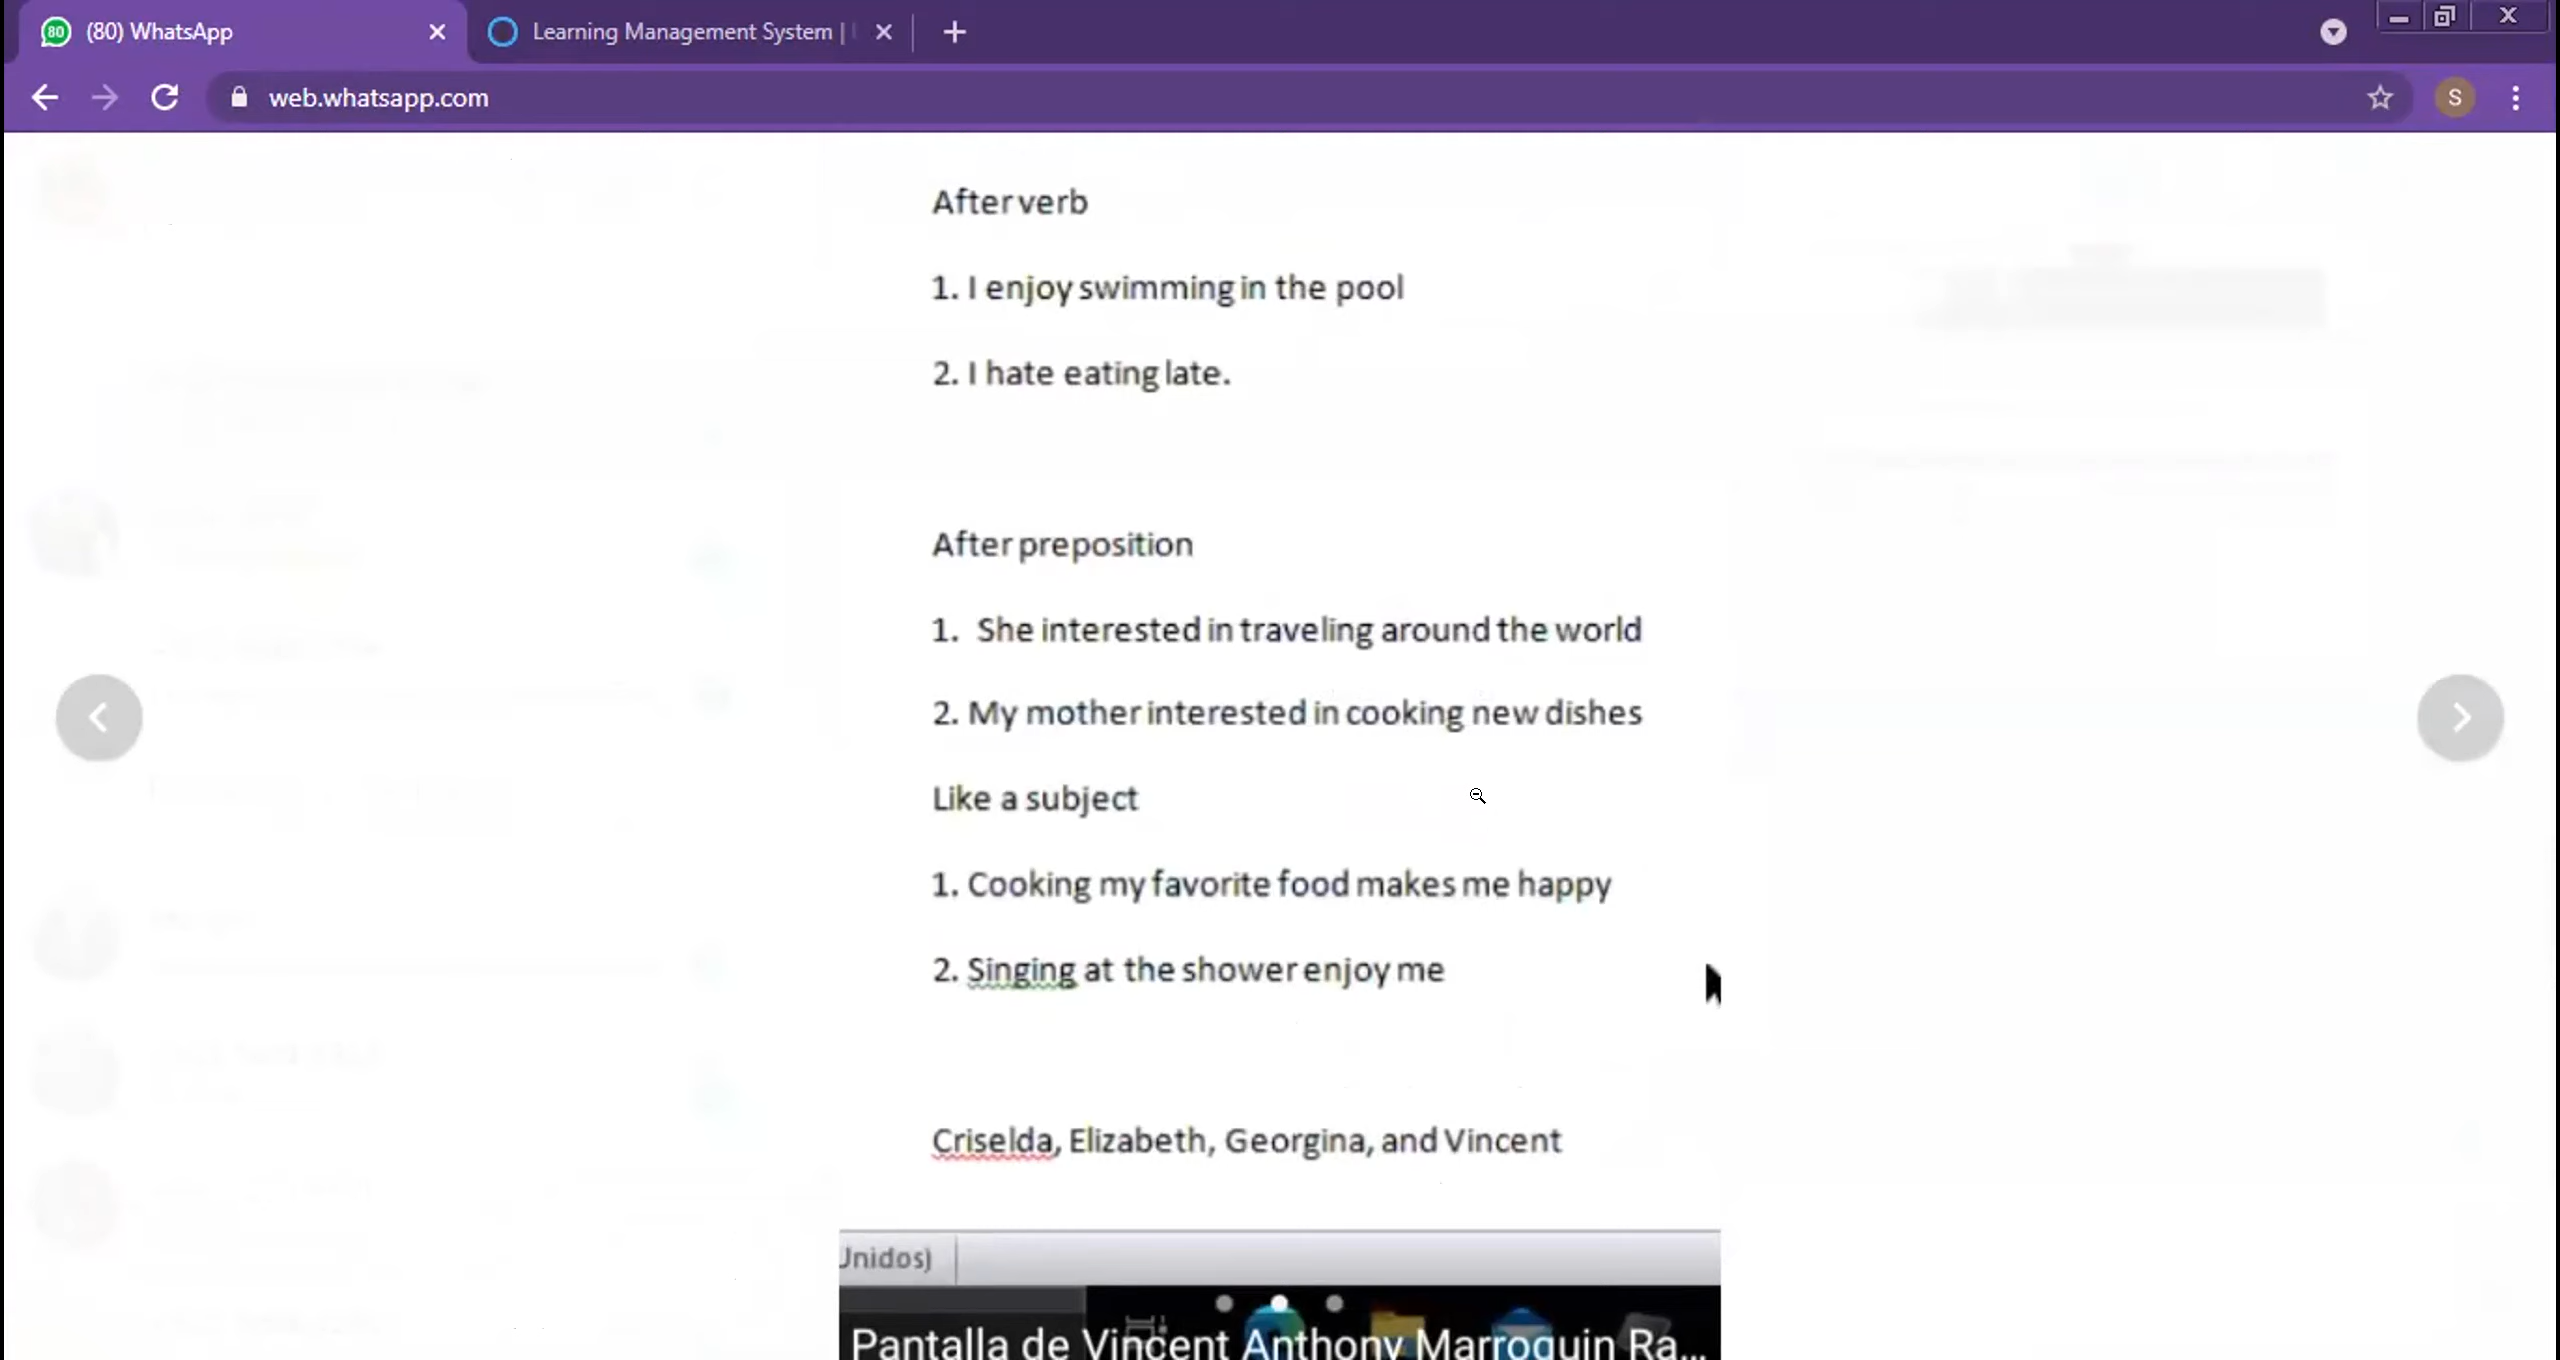 (80) WhatsApp
Learning Management System |
web.whatsapp.com
S
After verb
1. I enjoy swimming in the pool
2. I hate eating late.
After preposition
1. She interested in traveling around the world
2. My mother interested in cooking new dishes
Like a subject
1. Cooking my favorite food makes me happy
2. Singing at the shower enjoy me
Criselda, Elizabeth, Georgina, and Vincent
Unidos)
Pantalla de Vincent Anthony Marroquin Ra...